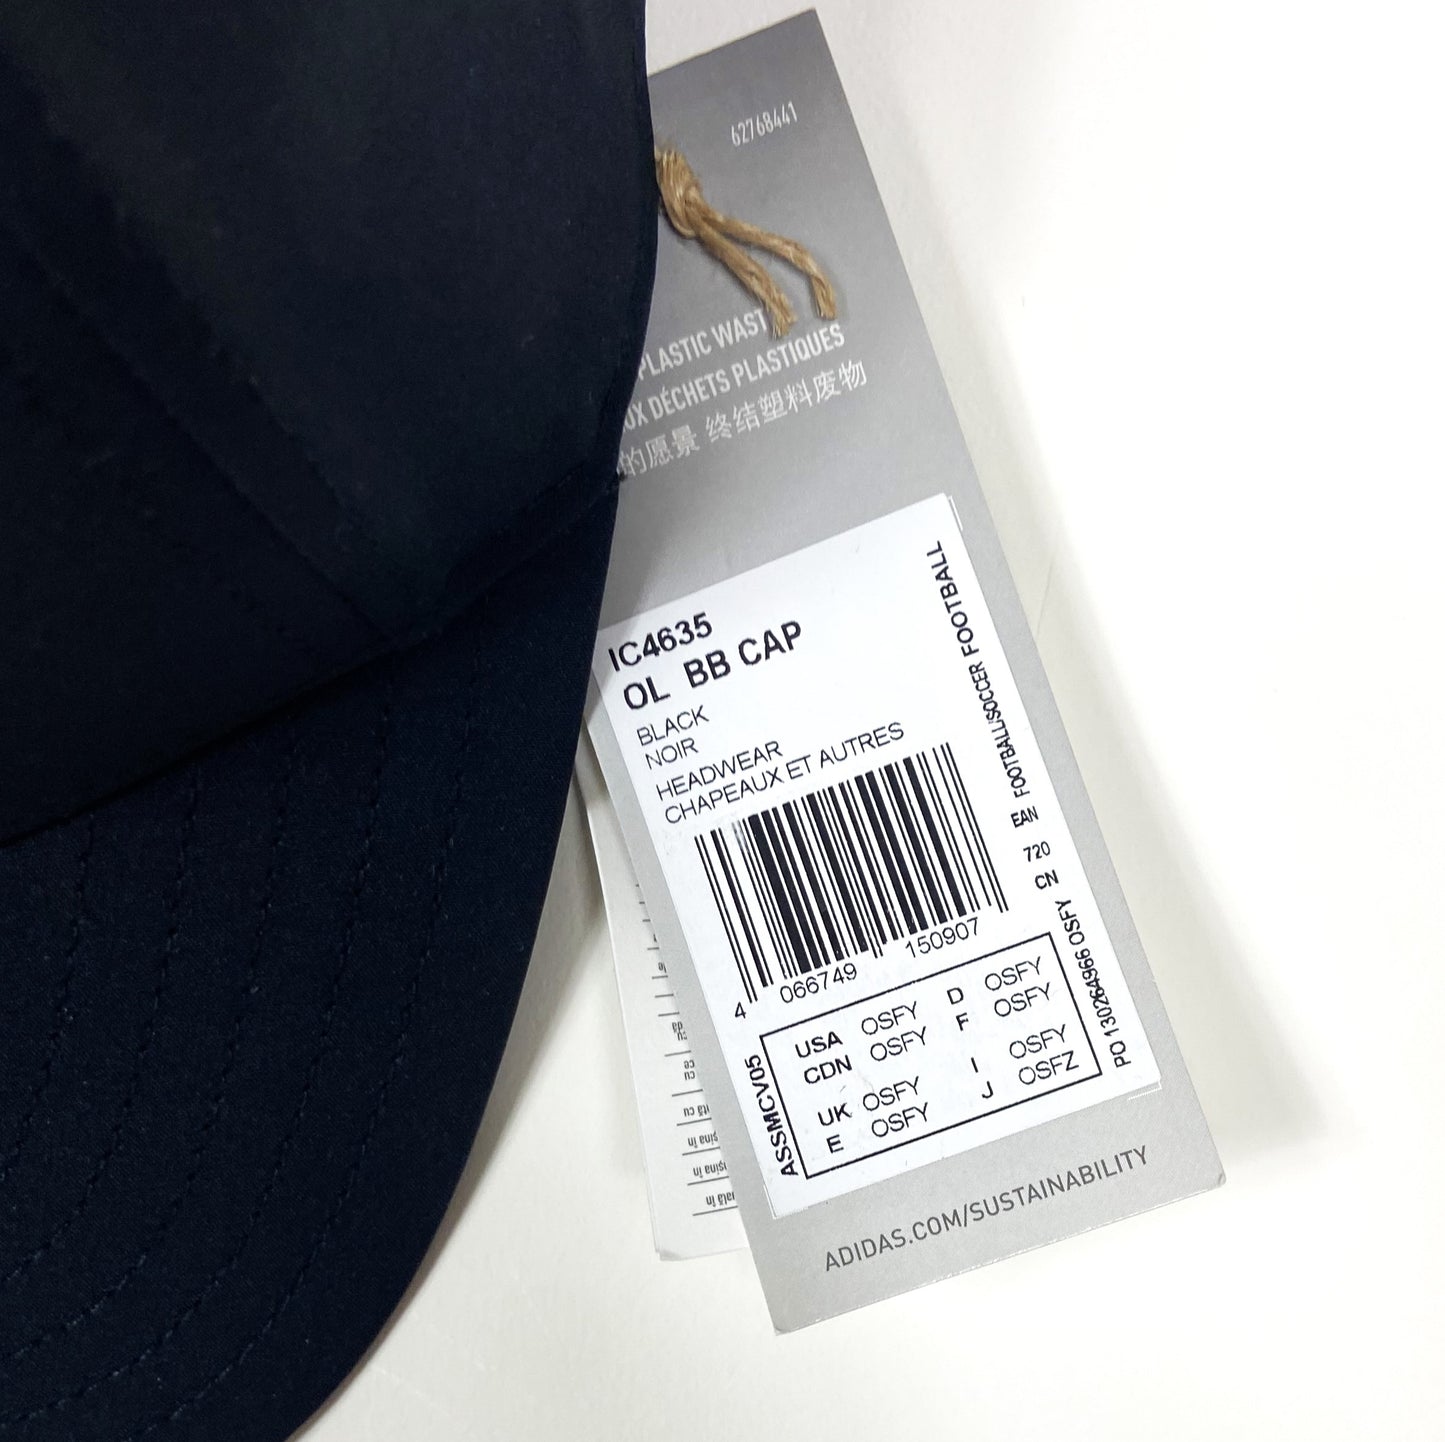 62768441
PLASTIC WAST
UX DÉCHETS PLASTIQUES
的愿景 终结塑料废物
IC4635
OL BB CAP
BLACK
NOIR
HEADWEAR
CHAPEAUX ET AUTRES
4 066749 150907
FOOTBALL/SOCCER FOOTBALL
EAN
720
CN
PO 1302649966 OSFY
ASSMCV05
USA OSFY D OSFY
CDN OSFY F OSFY
UK OSFY I OSFY
E OSFY J OSFZ
ADIDAS.COM/SUSTAINABILITY